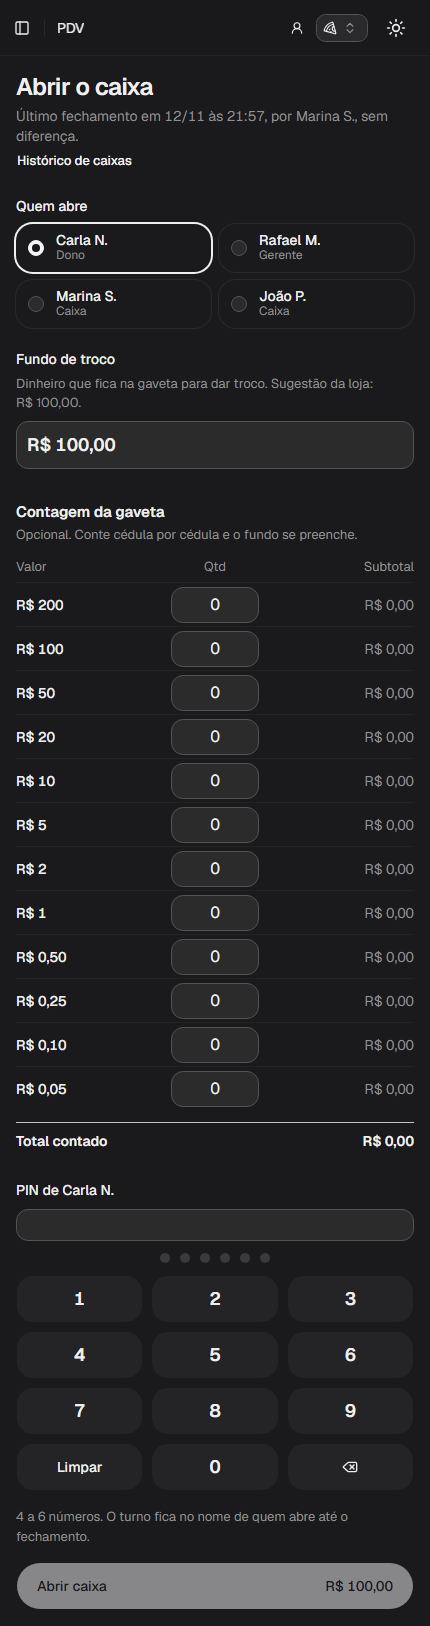 PDV
Abrir o caixa
Último fechamento em 12/11 às 21:57, por Marina S., sem
diferença.
Histórico de caixas
Quem abre
Carla N.
Dono
Rafael M.
Gerente
Marina S.
Caixa
João P.
Caixa
Fundo de troco
Dinheiro que fica na gaveta para dar troco. Sugestão da loja:
R$ 100,00.
R$ 100,00
Contagem da gaveta
Opcional. Conte cédula por cédula e o fundo se preenche.
Valor Qtd Subtotal
R$ 200 0 R$ 0,00
R$ 100 0 R$ 0,00
R$ 50 0 R$ 0,00
R$ 20 0 R$ 0,00
R$ 10 0 R$ 0,00
R$ 5 0 R$ 0,00
R$ 2 0 R$ 0,00
R$ 1 0 R$ 0,00
R$ 0,50 0 R$ 0,00
R$ 0,25 0 R$ 0,00
R$ 0,10 0 R$ 0,00
R$ 0,05 0 R$ 0,00
Total contado R$ 0,00
PIN de Carla N.
1 2 3
4 5 6
7 8 9
Limpar 0
4 a 6 números. O turno fica no nome de quem abre até o
fechamento.
Abrir caixa R$ 100,00